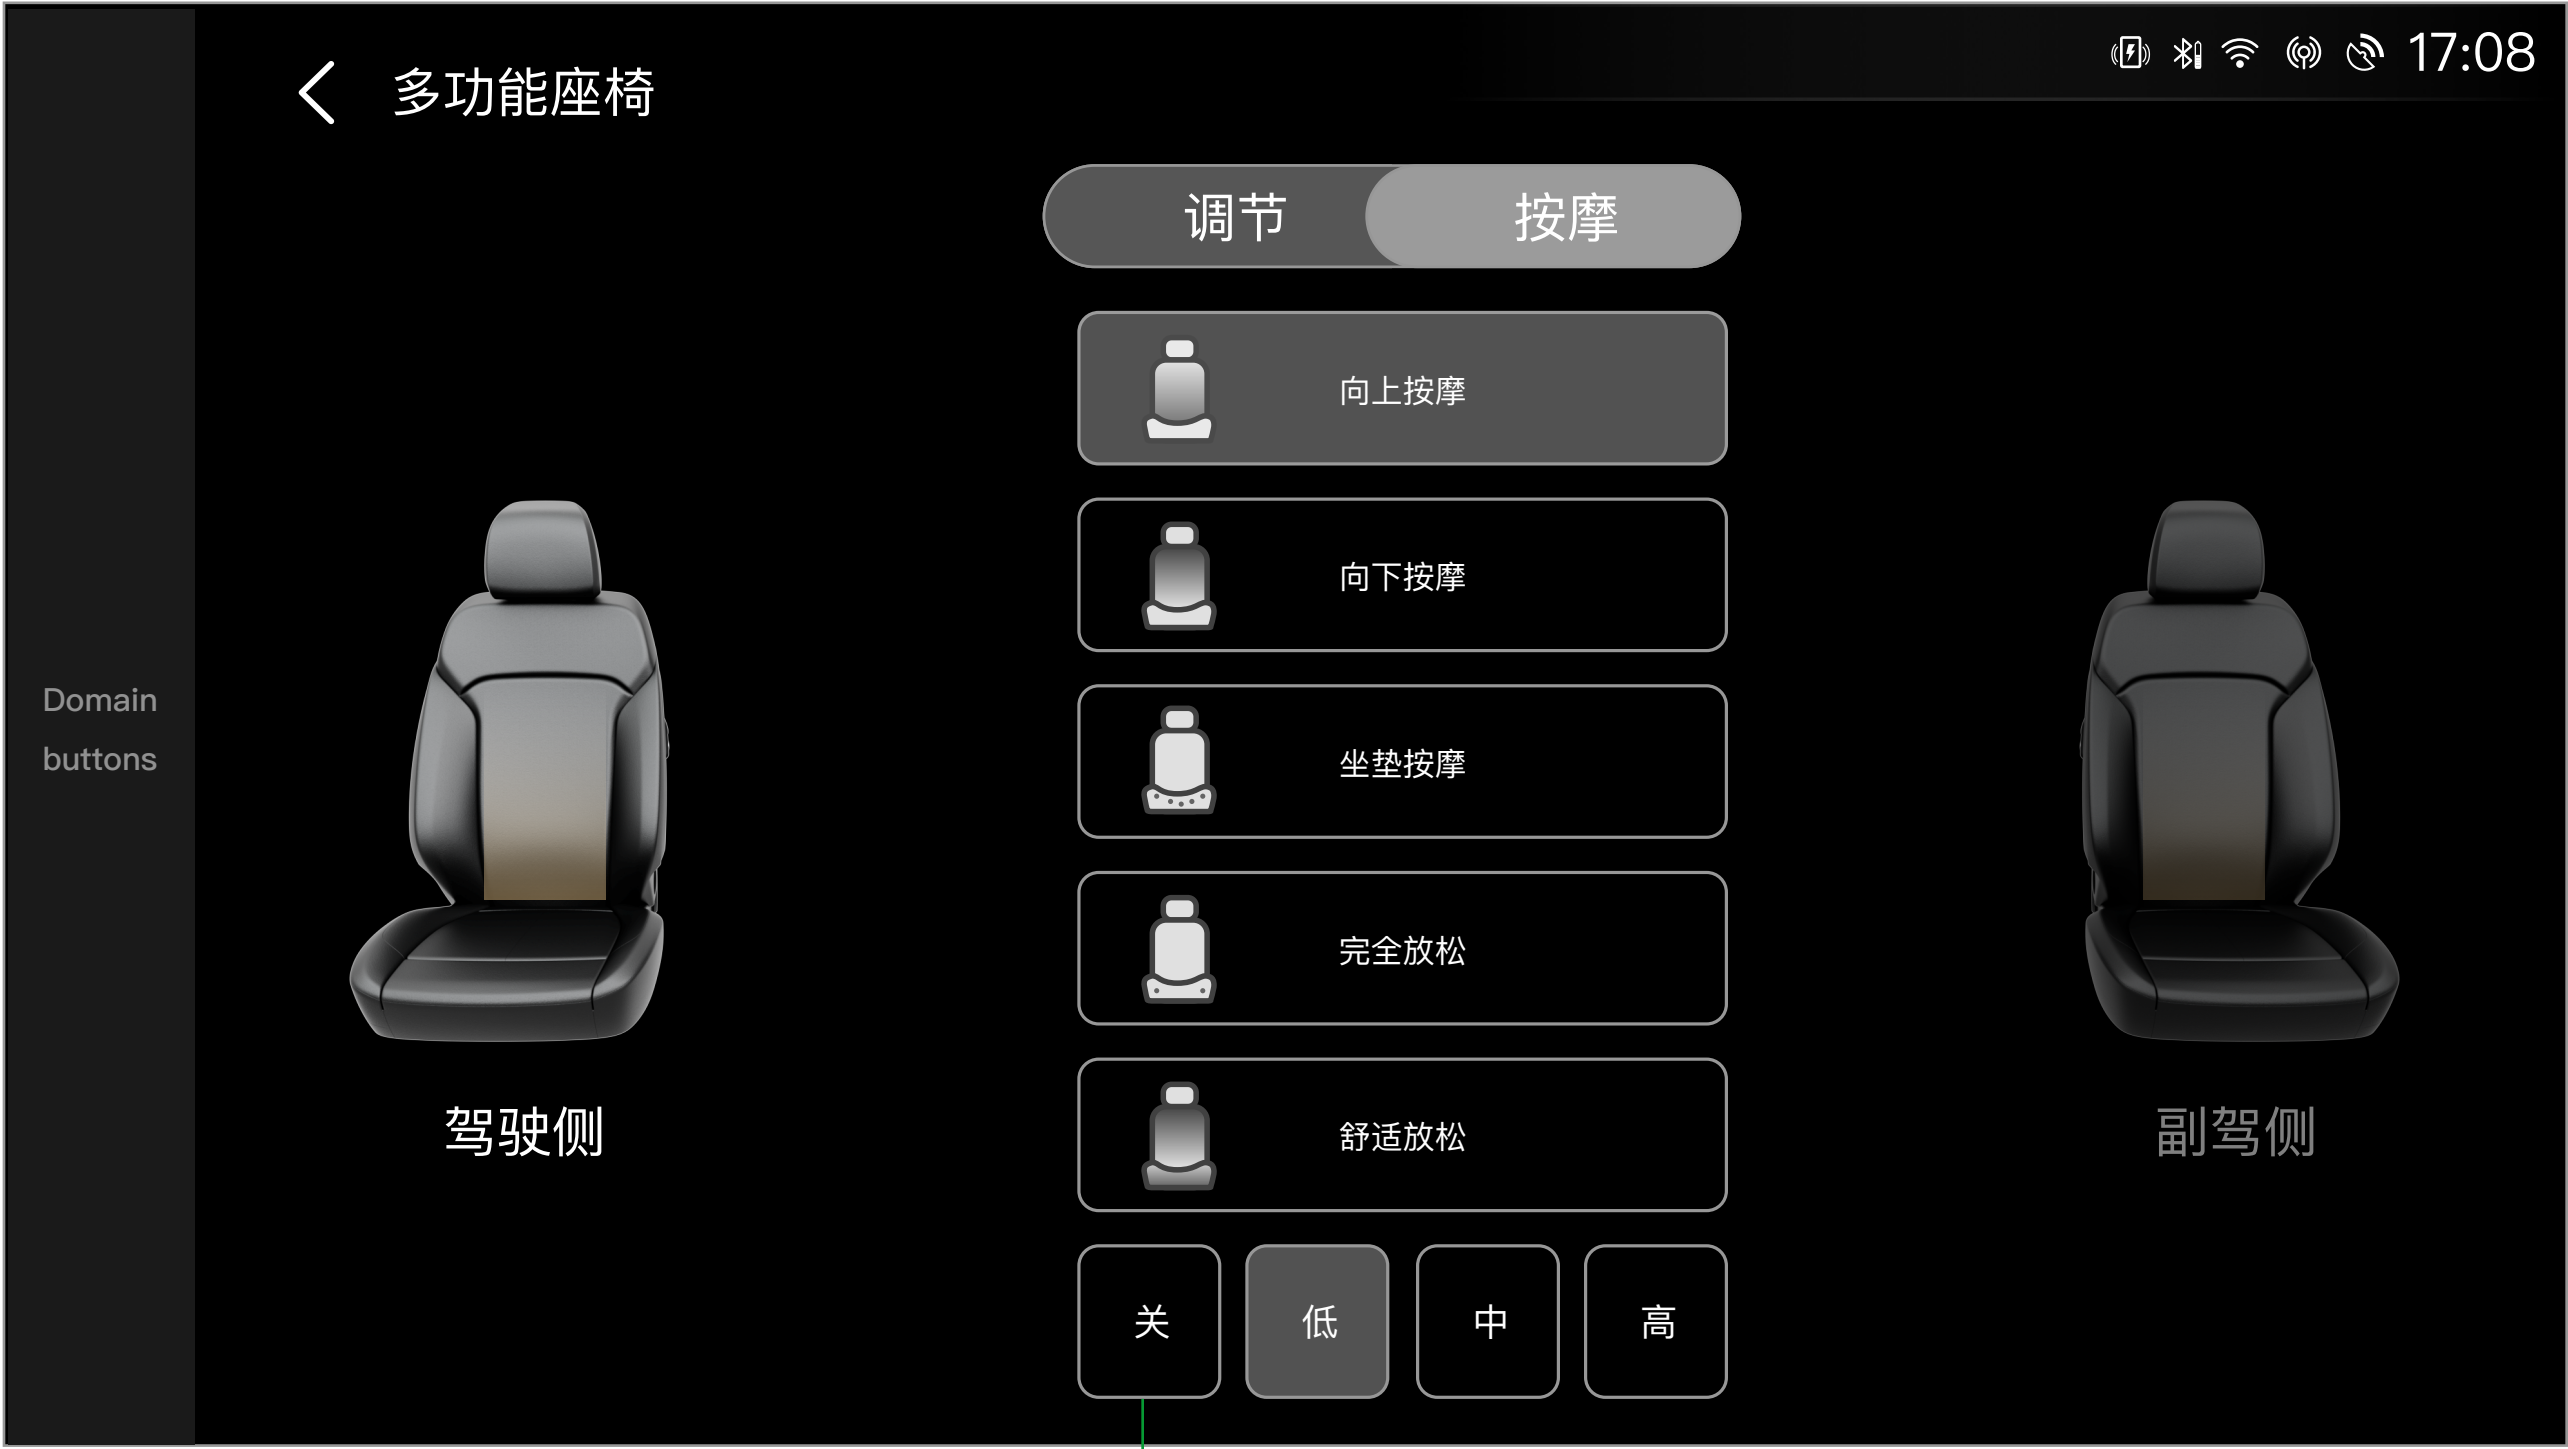 多功能座椅
17:08
调节
按摩
向上按摩
向下按摩
坐垫按摩
完全放松
舒适放松
关
低
中
高
Domain
buttons
驾驶侧
副驾侧